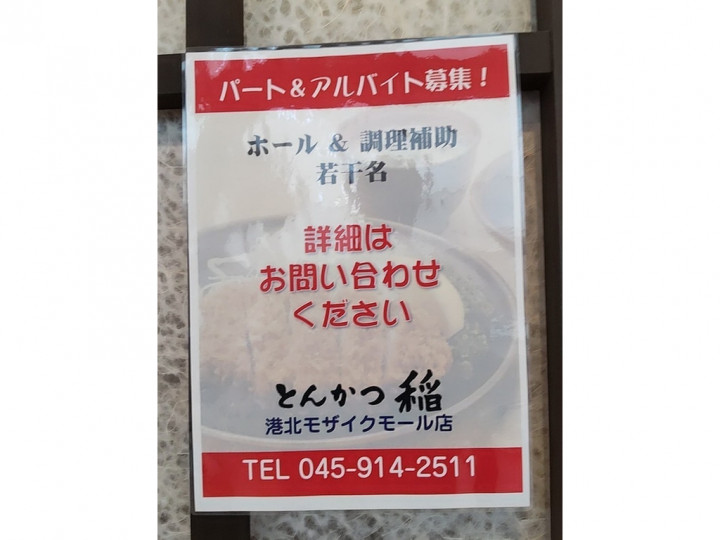 パート＆アルバイト募集！
ホール ＆ 調理補助
若干名
詳細は
お問い合わせ
ください
とんかつ 稲
港北モザイクモール店
TEL 045-914-2511